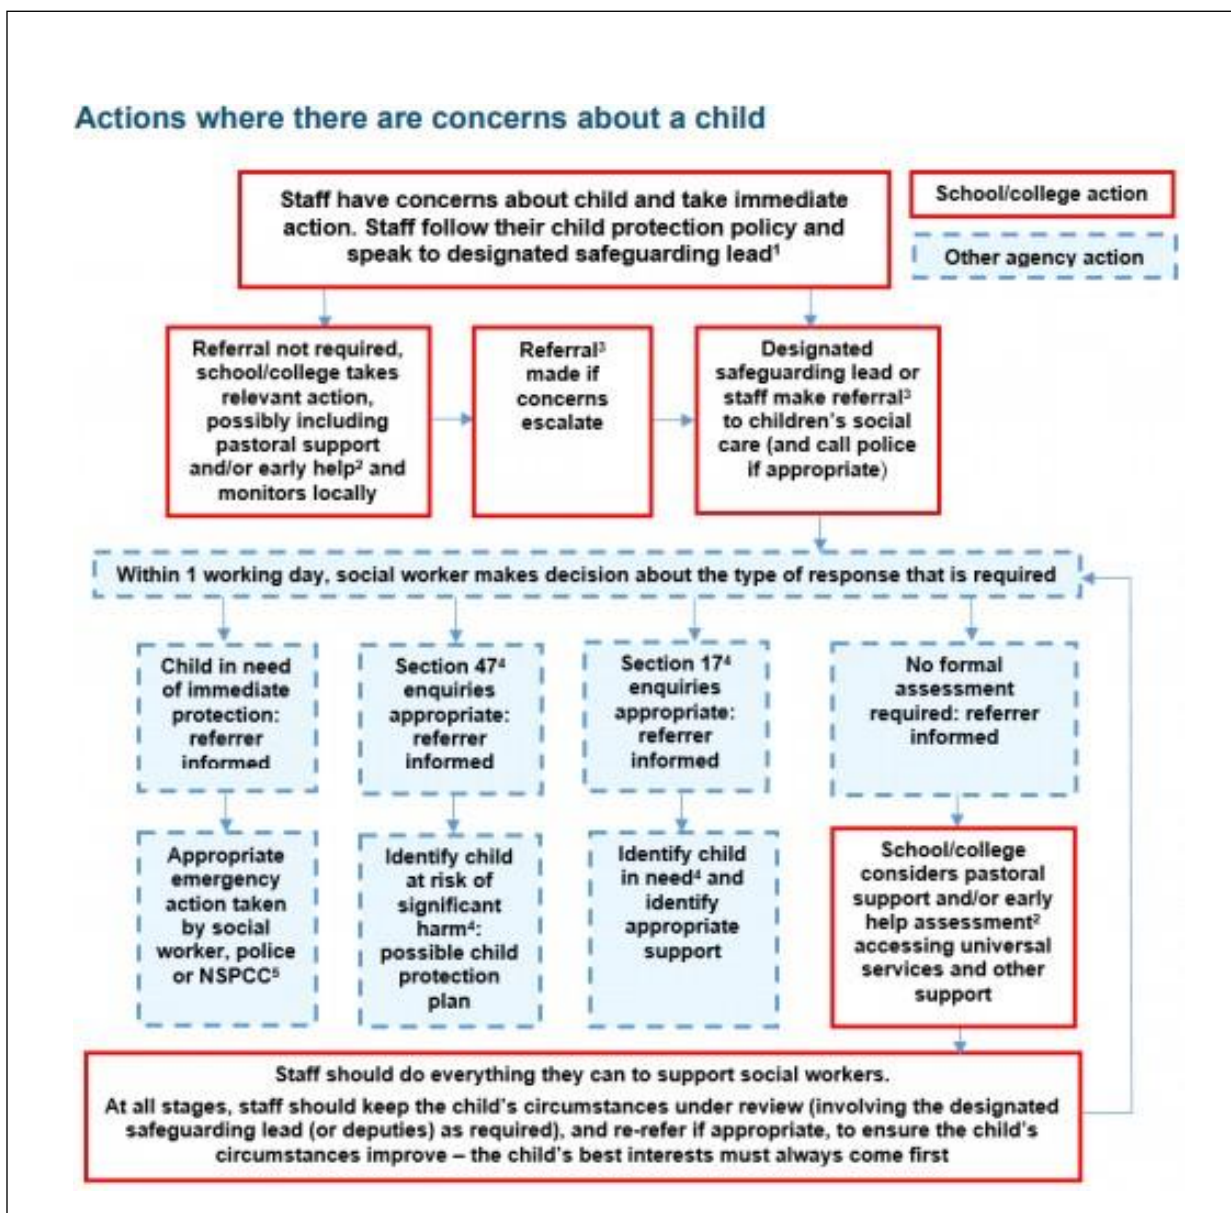 Actions where there are concerns about a child
Staff have concerns about child and take immediate
action. Staff follow their child protection policy and
speak to designated safeguarding lead¹
School/college action
Other agency action
Referral not required,
school/college takes
relevant action,
possibly including
pastoral support
and/or early help² and
monitors locally
Referral³
made if
concerns
escalate
Designated
safeguarding lead or
staff make referral³
to children's social
care (and call police
if appropriate)
Within 1 working day, social worker makes decision about the type of response that is required
Child in need
of immediate
protection:
referrer
informed
Section 47⁴
enquiries
appropriate:
referrer
informed
Section 17⁴
enquiries
appropriate:
referrer
informed
No formal
assessment
required: referrer
informed
Appropriate
emergency
action taken
by social
worker, police
or NSPCC⁵
Identify child
at risk of
significant
harm⁴:
possible child
protection
plan
Identify child
in need⁴ and
identify
appropriate
support
School/college
considers pastoral
support and/or early
help assessment²
accessing universal
services and other
support
Staff should do everything they can to support social workers.
At all stages, staff should keep the child's circumstances under review (involving the designated
safeguarding lead (or deputies) as required), and re-refer if appropriate, to ensure the child's
circumstances improve – the child's best interests must always come first